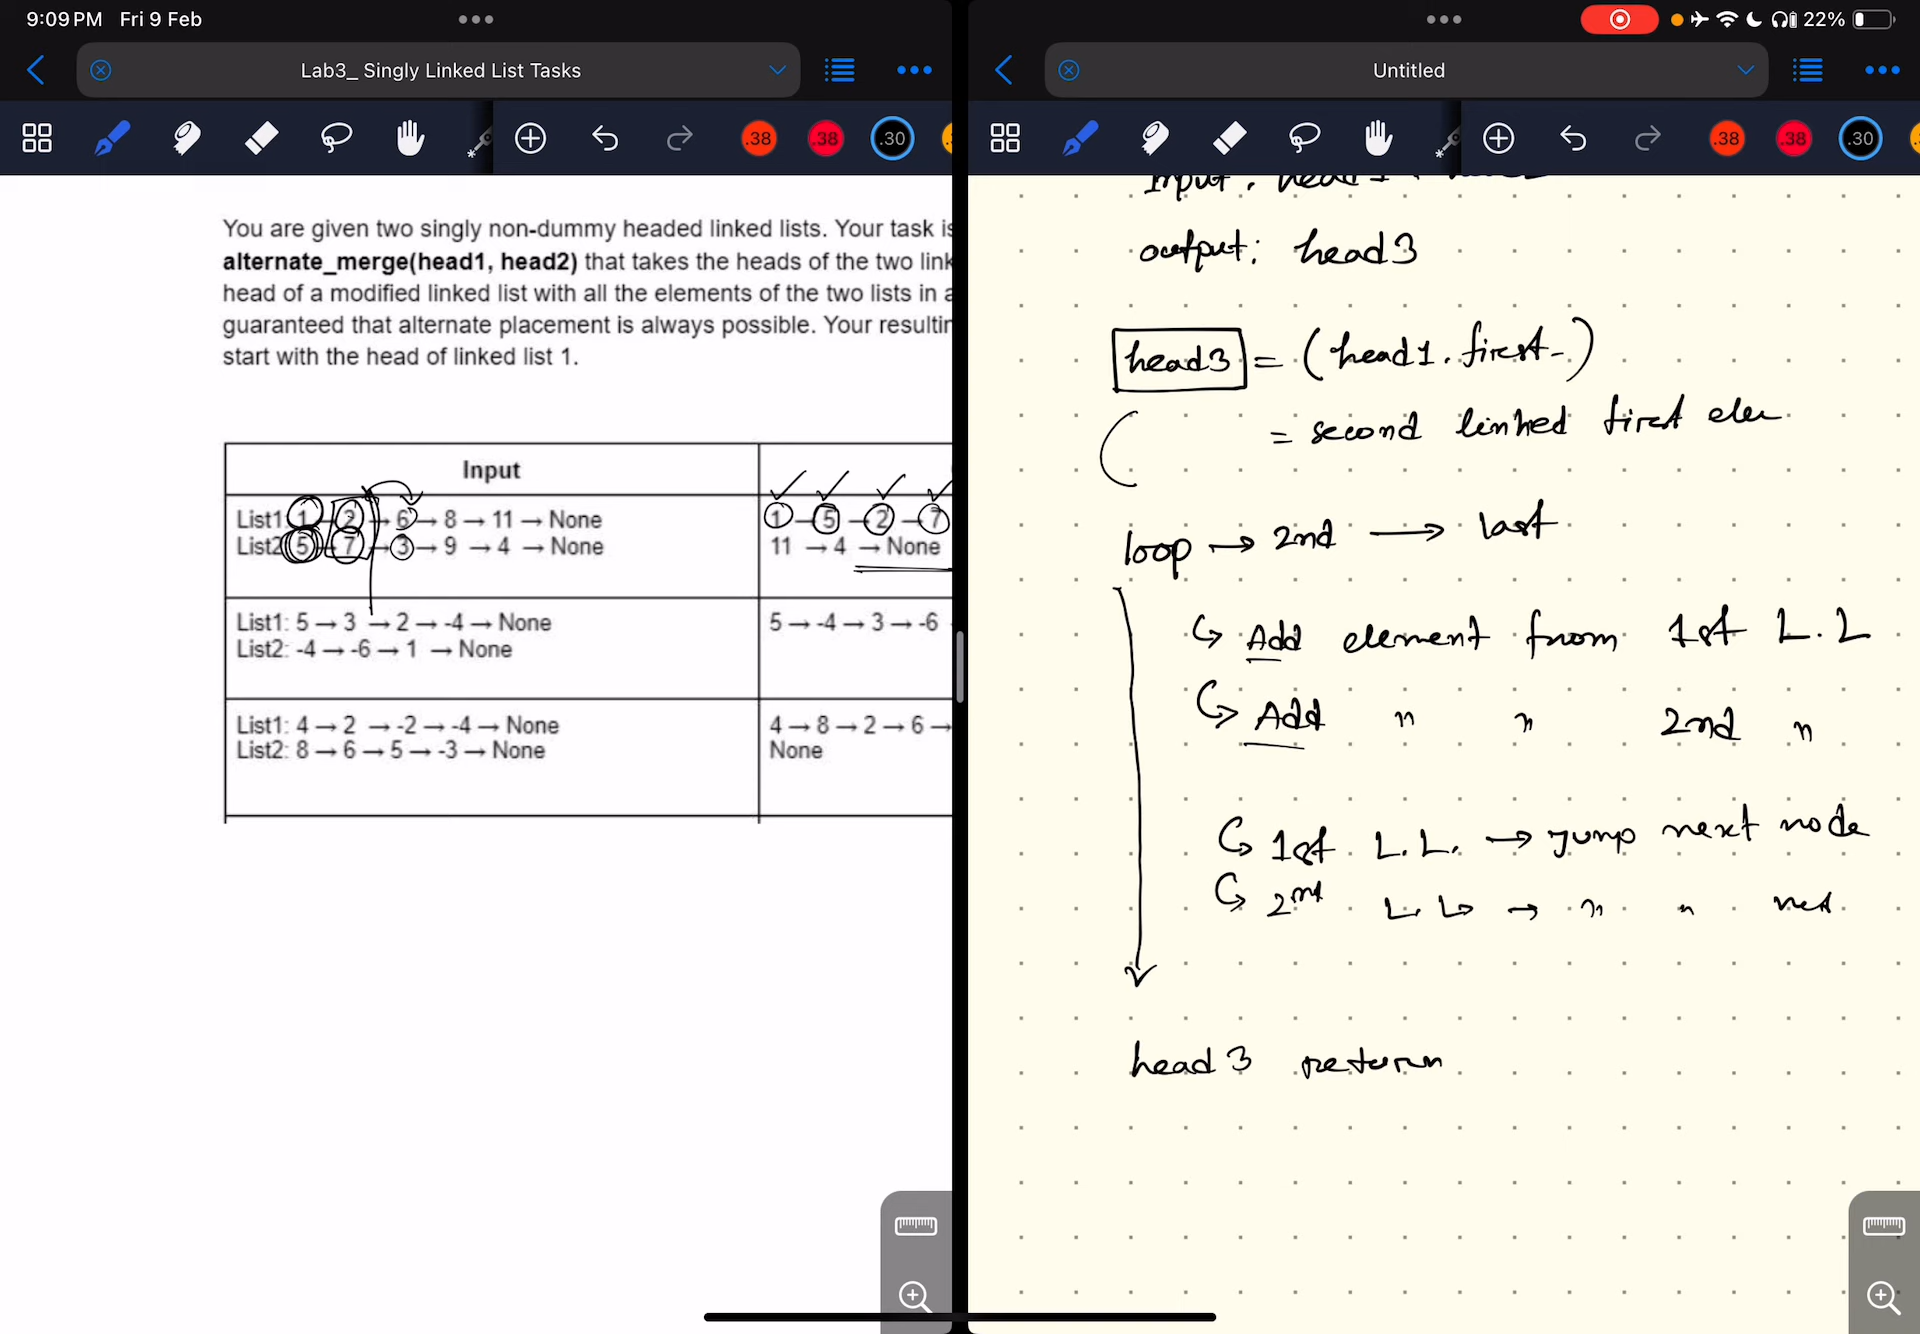 9:09 PM Fri 9 Feb
22%
Lab3_ Singly Linked List Tasks
Untitled
.38 .38 .30
.38 .38 .30
You are given two singly non-dummy headed linked lists. Your task is
alternate_merge(head1, head2) that takes the heads of the two link
head of a modified linked list with all the elements of the two lists in a
guaranteed that alternate placement is always possible. Your resultin
start with the head of linked list 1.
Input
List1: 1 → 2 → 6 → 8 → 11 → None
List2: 5 → 7 → 3 → 9 → 4 → None
1 → 5 → 2 → 7
11 → 4 → None
List1: 5 → 3 → 2 → -4 → None
List2: -4 → -6 → 1 → None
5 → -4 → 3 → -6
List1: 4 → 2 → -2 → -4 → None
List2: 8 → 6 → 5 → -3 → None
4 → 8 → 2 → 6 →
None
Input : head 1
output: head3
head3 = (head1. first-)
= second linked first ele
loop → 2nd → last
↳ Add element from 1st L.L
↳ Add " " 2nd "
↳ 1st L.L. → jump next node
↳ 2nd L.L → " "
head 3 return